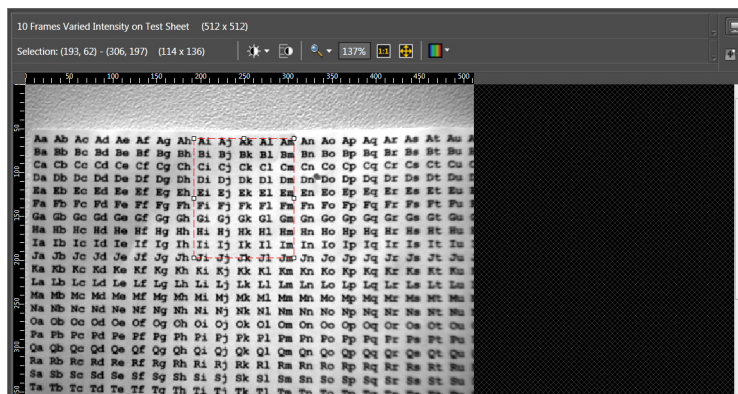 10 Frames Varied Intensity on Test Sheet (512 x 512)
Selection: (193, 62) - (306, 197) (114 x 136) 137% 1:1
0 50 100 150 200 250 300 350 400 450 500
50
100
150
200
250
300
350
Aa Ab Ac Ad Ae Af Ag Ah Ai Aj Ak Al Am An Ao Ap Aq Ar As At Au
Ba Bb Bc Bd Be Bf Bg Bh Bi Bj Bk Bl Bm Bn Bo Bp Bq Br Bs Bt Bu
Ca Cb Cc Cd Ce Cf Cg Ch Ci Cj Ck Cl Cm Cn Co Cp Cq Cr Cs Ct Cu
Da Db Dc Dd De Df Dg Dh Di Dj Dk Dl Dm Dn Do Dp Dq Dr Ds Dt Du
Ea Eb Ec Ed Ee Ef Eg Eh Ei Ej Ek El Em En Eo Ep Eq Er Es Et Eu
Fa Fb Fc Fd Fe Ff Fg Fh Fi Fj Fk Fl Fm Fn Fo Fp Fq Fr Fs Ft Fu
Ga Gb Gc Gd Ge Gf Gg Gh Gi Gj Gk Gl Gm Gn Go Gp Gq Gr Gs Gt Gu
Ha Hb Hc Hd He Hf Hg Hh Hi Hj Hk Hl Hm Hn Ho Hp Hq Hr Hs Ht Hu
Ia Ib Ic Id Ie If Ig Ih Ii Ij Ik Il Im In Io Ip Iq Ir Is It Iu
Ja Jb Jc Jd Je Jf Jg Jh Ji Jj Jk Jl Jm Jn Jo Jp Jq Jr Js Jt Ju
Ka Kb Kc Kd Ke Kf Kg Kh Ki Kj Kk Kl Km Kn Ko Kp Kq Kr Ks Kt Ku
La Lb Lc Ld Le Lf Lg Lh Li Lj Lk Ll Lm Ln Lo Lp Lq Lr Ls Lt Lu
Ma Mb Mc Md Me Mf Mg Mh Mi Mj Mk Ml Mm Mn Mo Mp Mq Mr Ms Mt Mu
Na Nb Nc Nd Ne Nf Ng Nh Ni Nj Nk Nl Nm Nn No Np Nq Nr Ns Nt Nu
Oa Ob Oc Od Oe Of Og Oh Oi Oj Ok Ol Om On Oo Op Oq Or Os Ot Ou
Pa Pb Pc Pd Pe Pf Pg Ph Pi Pj Pk Pl Pm Pn Po Pp Pq Pr Ps Pt Pu
Qa Qb Qc Qd Qe Qf Qg Qh Qi Qj Qk Ql Qm Qn Qo Qp Qq Qr Qs Qt Qu
Ra Rb Rc Rd Re Rf Rg Rh Ri Rj Rk Rl Rm Rn Ro Rp Rq Rr Rs Rt Ru
Sa Sb Sc Sd Se Sf Sg Sh Si Sj Sk Sl Sm Sn So Sp Sq Sr Ss St Su
Ta Tb Tc Td Te Tf Tg Th Ti Tj Tk Tl Tm Tn To Tp Tq Tr Ts Tt Tu